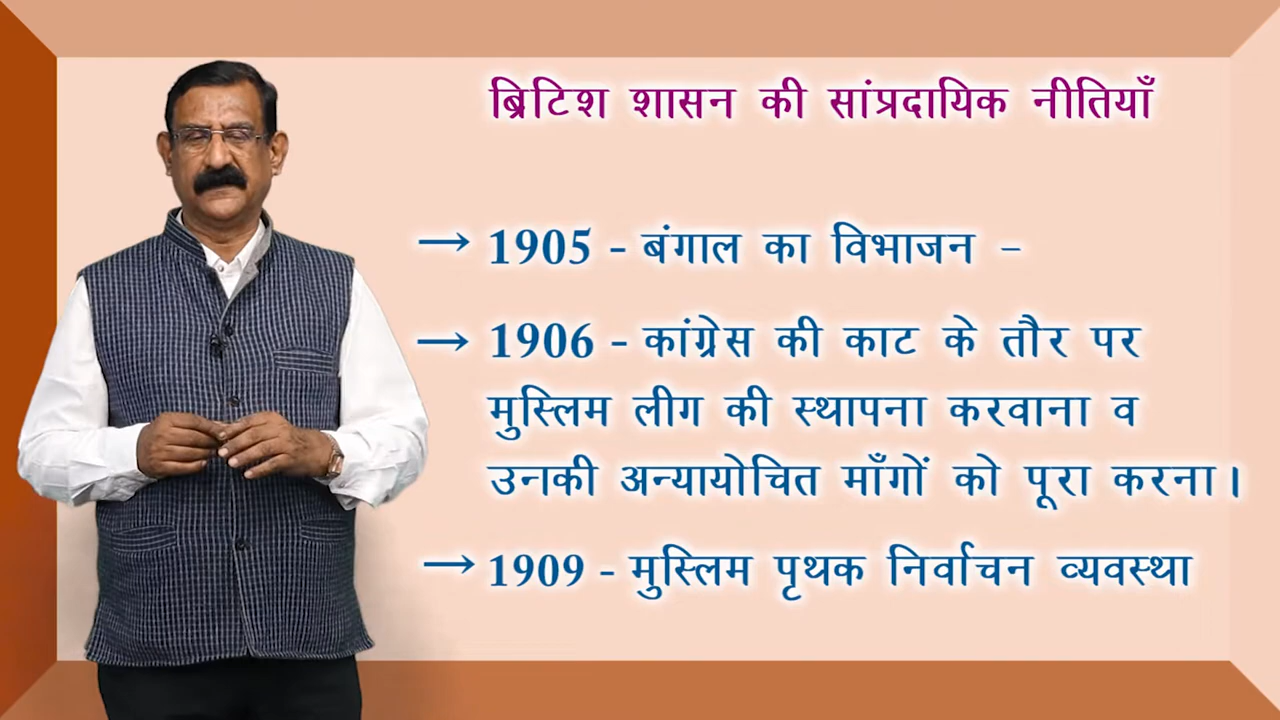 ब्रिटिश शासन की सांप्रदायिक नीतियाँ
→ 1905 - बंगाल का विभाजन –
→ 1906 - कांग्रेस की काट के तौर पर
मुस्लिम लीग की स्थापना करवाना व
उनकी अन्यायोचित माँगों को पूरा करना।
→ 1909 - मुस्लिम पृथक निर्वाचन व्यवस्था